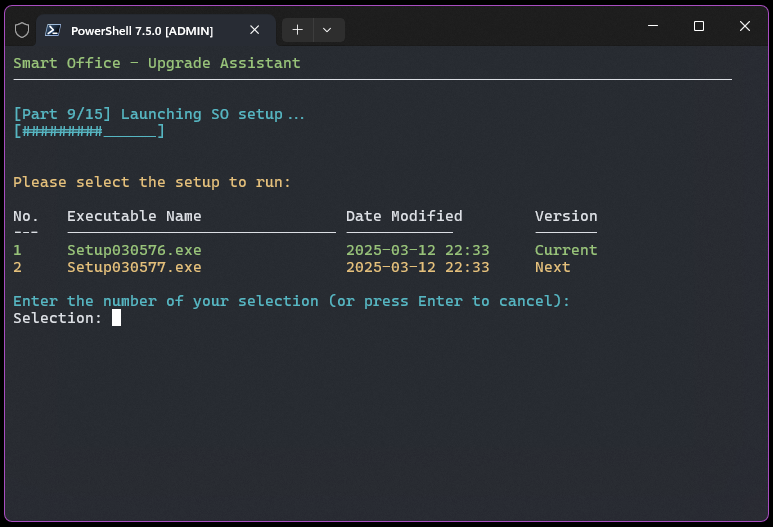 PowerShell 7.5.0 [ADMIN]
Smart Office - Upgrade Assistant
[Part 9/15] Launching SO setup...
[#########______]
Please select the setup to run:
No. Executable Name Date Modified Version
--- ------------------------------ ------------ -------
1 Setup030576.exe 2025-03-12 22:33 Current
2 Setup030577.exe 2025-03-12 22:33 Next
Enter the number of your selection (or press Enter to cancel):
Selection: